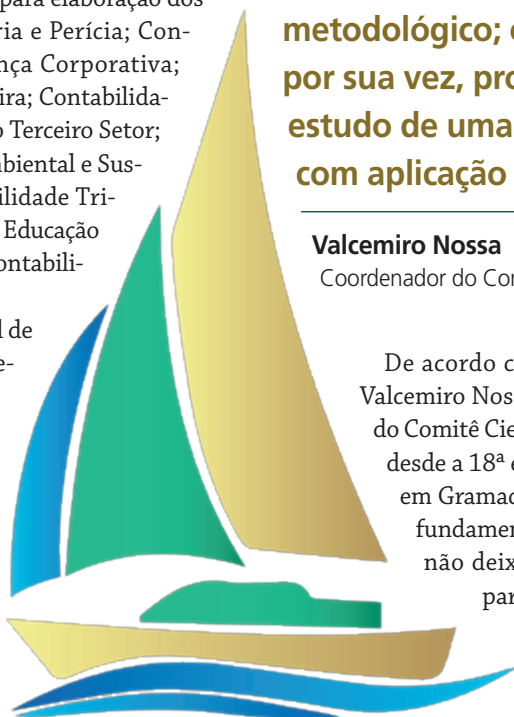 para elaboração dos
ria e Perícia; Con-
nça Corporativa;
ira; Contabilida-
o Terceiro Setor;
mbiental e Sus-
ilidade Tri-
Educação
ontabili-
l de
e-
metodológico; e
por sua vez, pro
estudo de uma
com aplicação
Valcemiro Nossa
Coordenador do Con
De acordo c
Valcemiro Nos
do Comitê Cie
desde a 18ª e
em Gramad
fundamen
não deix
par